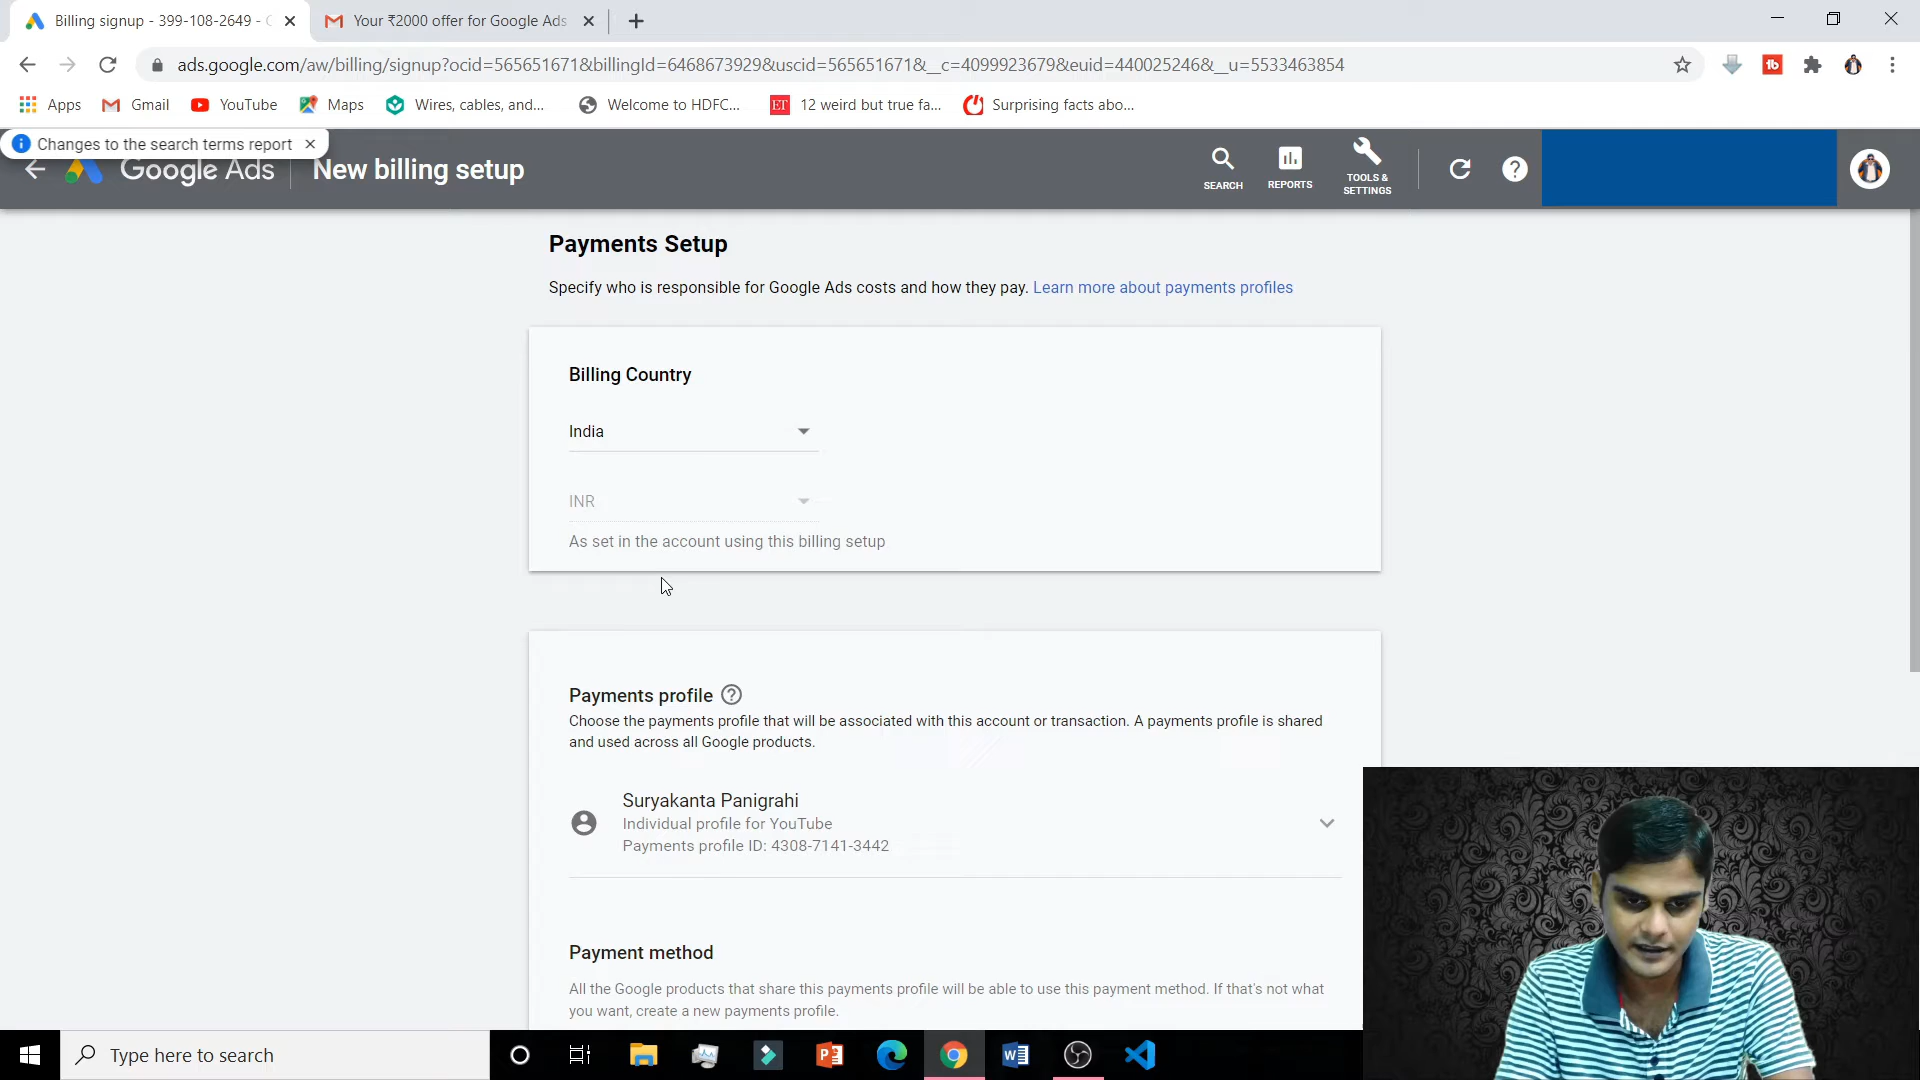 Billing signup - 399-108-2649 -
Your ₹2000 offer for Google Ads
ads.google.com/aw/billing/signup?ocid=565651671&billingId=6468673929&uscid=565651671&__c=4099923679&euid=440025246&__u=5533463854
Apps
Gmail
YouTube
Maps
Wires, cables, and...
Welcome to HDFC...
ET
12 weird but true fa...
Surprising facts abo...
Changes to the search terms report
Google Ads
New billing setup
SEARCH
REPORTS
TOOLS &
SETTINGS
Payments Setup
Specify who is responsible for Google Ads costs and how they pay. Learn more about payments profiles
Billing Country
India
INR
As set in the account using this billing setup
Payments profile
Choose the payments profile that will be associated with this account or transaction. A payments profile is shared
and used across all Google products.
Suryakanta Panigrahi
Individual profile for YouTube
Payments profile ID: 4308-7141-3442
Payment method
All the Google products that share this payments profile will be able to use this payment method. If that's not what
you want, create a new payments profile.
Type here to search